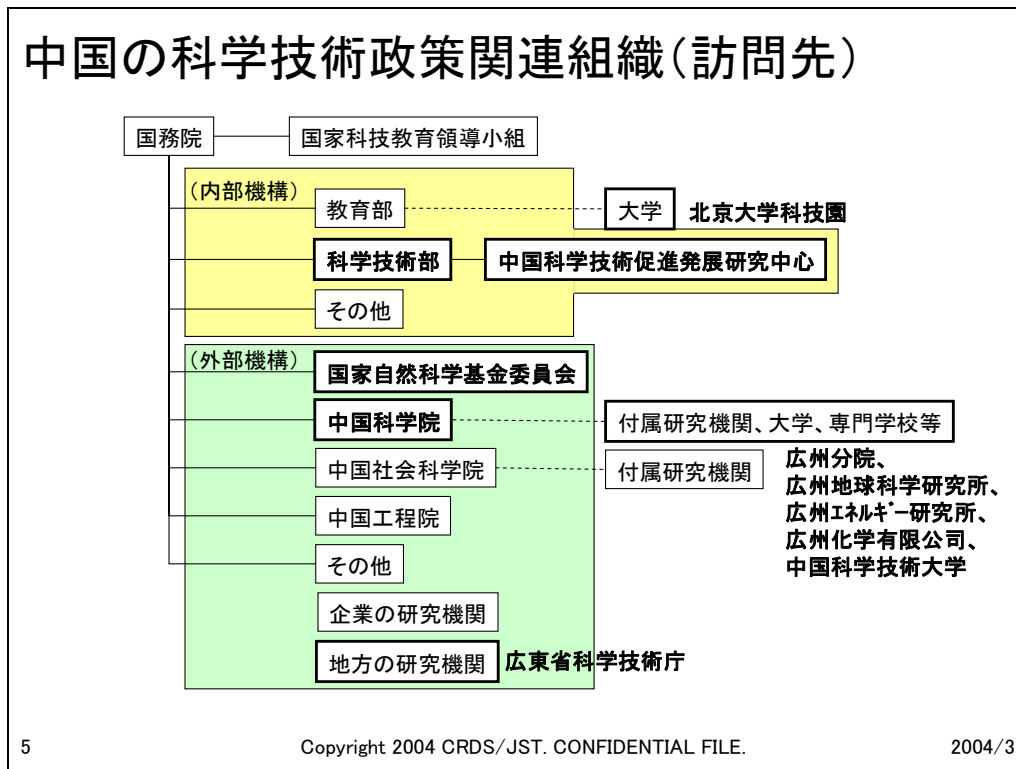 中国の科学技術政策関連組織(訪問先)
国務院
国家科技教育領導小組
(内部機構)
教育部
大学
北京大学科技園
科学技術部
中国科学技術促進発展研究中心
その他
(外部機構)
国家自然科学基金委員会
中国科学院
付属研究機関、大学、専門学校等
中国社会科学院
付属研究機関
広州分院、
広州地球科学研究所、
広州ｴﾈﾙｷﾞｰ研究所、
広州化学有限公司、
中国科学技術大学
中国工程院
その他
企業の研究機関
地方の研究機関
広東省科学技術庁
5
Copyright 2004 CRDS/JST. CONFIDENTIAL FILE.
2004/3